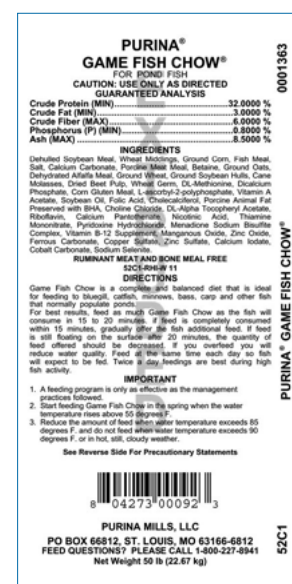 PURINA®
GAME FISH CHOW®
FOR POND FISH
CAUTION: USE ONLY AS DIRECTED
GUARANTEED ANALYSIS
Crude Protein (MIN)..............................32.0000 %
Crude Fat (MIN)....................................3.0000 %
Crude Fiber (MAX).................................6.0000 %
Phosphorus (P) (MIN)..............................0.8000 %
Ash (MAX)..........................................8.5000 %
INGREDIENTS
Dehulled Soybean Meal, Wheat Middlings, Ground Corn, Fish Meal,
Salt, Calcium Carbonate, Porcine Meat Meal, Betaine, Ground Oats,
Dehydrated Alfalfa Meal, Ground Wheat, Ground Soybean Hulls, Cane
Molasses, Dried Beet Pulp, Wheat Germ, DL-Methionine, Dicalcium
Phosphate, Corn Gluten Meal, L-ascorbyl-2-polyphosphate, Vitamin A
Acetate, Soybean Oil, Folic Acid, Cholecalciferol, Porcine Animal Fat
Preserved with BHA, Choline Chloride, DL-Alpha Tocopheryl Acetate,
Riboflavin, Calcium Pantothenate, Nicotinic Acid, Thiamine
Mononitrate, Pyridoxine Hydrochloride, Menadione Sodium Bisulfite
Complex, Vitamin B-12 Supplement, Manganous Oxide, Zinc Oxide,
Ferrous Carbonate, Copper Sulfate, Zinc Sulfate, Calcium Iodate,
Cobalt Carbonate, Sodium Selenite.
RUMINANT MEAT AND BONE MEAL FREE
52C1-RHI-W 11
DIRECTIONS
Game Fish Chow is a complete and balanced diet that is ideal
for feeding to bluegill, catfish, minnows, bass, carp and other fish
that normally populate ponds.
For best results, feed as much Game Fish Chow as the fish will
consume in 15 to 20 minutes. If feed is completely consumed
within 15 minutes, gradually offer the fish additional feed. If feed
is still floating on the surface after 20 minutes, the quantity of
feed offered should be decreased. If you overfeed you will
reduce water quality. Feed at the same time each day so fish
will expect to be fed. Twice a day feedings are best during high
fish activity.
IMPORTANT
1. A feeding program is only as effective as the management
practices followed.
2. Start feeding Game Fish Chow in the spring when the water
temperature rises above 55 degrees F.
3. Reduce the amount of feed when water temperature exceeds 85
degrees F. and do not feed when water temperature exceeds 90
degrees F. or in hot, still, cloudy weather.
See Reverse Side For Precautionary Statements
8 04273 00092 3
PURINA MILLS, LLC
PO BOX 66812, ST. LOUIS, MO 63166-6812
FEED QUESTIONS? PLEASE CALL 1-800-227-8941
Net Weight 50 lb (22.67 kg)
0001363
PURINA® GAME FISH CHOW®
52C1